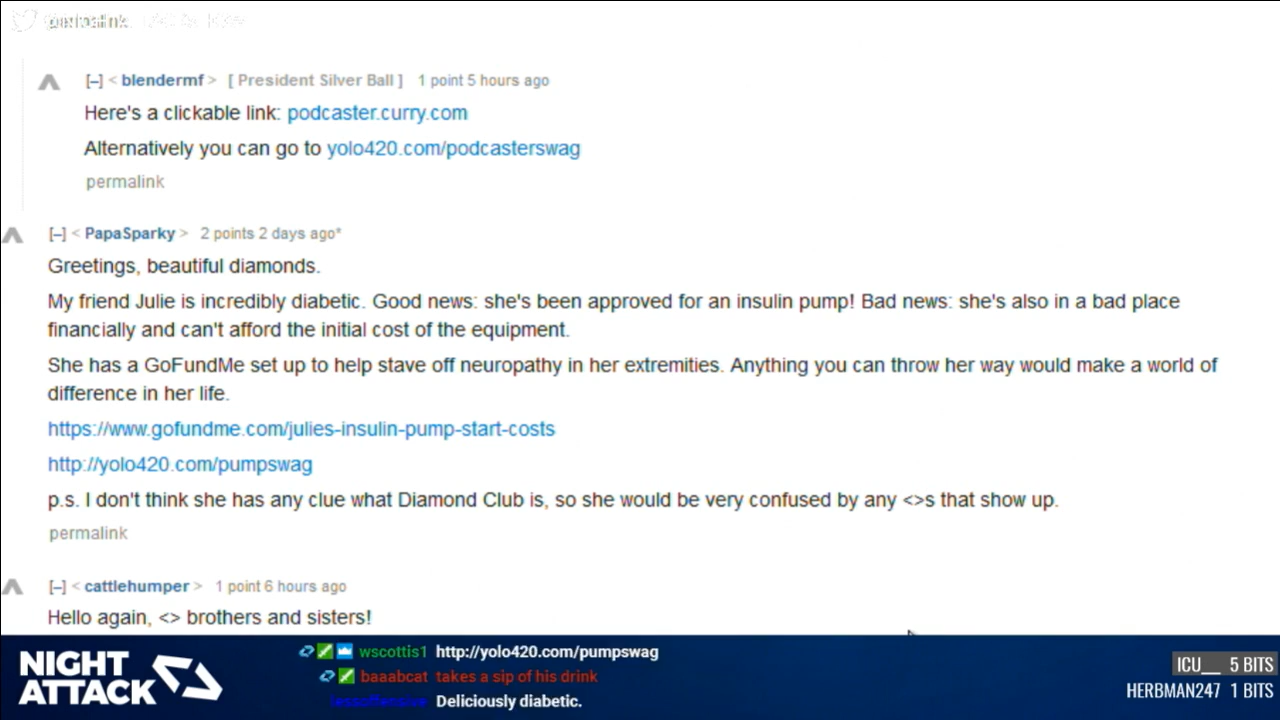 permalink
[–] < blendermf > [ President Silver Ball ] 1 point 5 hours ago
Here's a clickable link: podcaster.curry.com
Alternatively you can go to yolo420.com/podcasterswag
permalink
[–] < PapaSparky > 2 points 2 days ago*
Greetings, beautiful diamonds.
My friend Julie is incredibly diabetic. Good news: she's been approved for an insulin pump! Bad news: she's also in a bad place
financially and can't afford the initial cost of the equipment.
She has a GoFundMe set up to help stave off neuropathy in her extremities. Anything you can throw her way would make a world of
difference in her life.
https://www.gofundme.com/julies-insulin-pump-start-costs
http://yolo420.com/pumpswag
p.s. I don't think she has any clue what Diamond Club is, so she would be very confused by any <>s that show up.
permalink
[–] < cattlehumper > 1 point 6 hours ago
Hello again, <> brothers and sisters!
NIGHT
ATTACK
wscottis1 http://yolo420.com/pumpswag
baaabcat takes a sip of his drink
lessoffensive Deliciously diabetic.
ICU__ 5 BITS
HERBMAN247 1 BITS